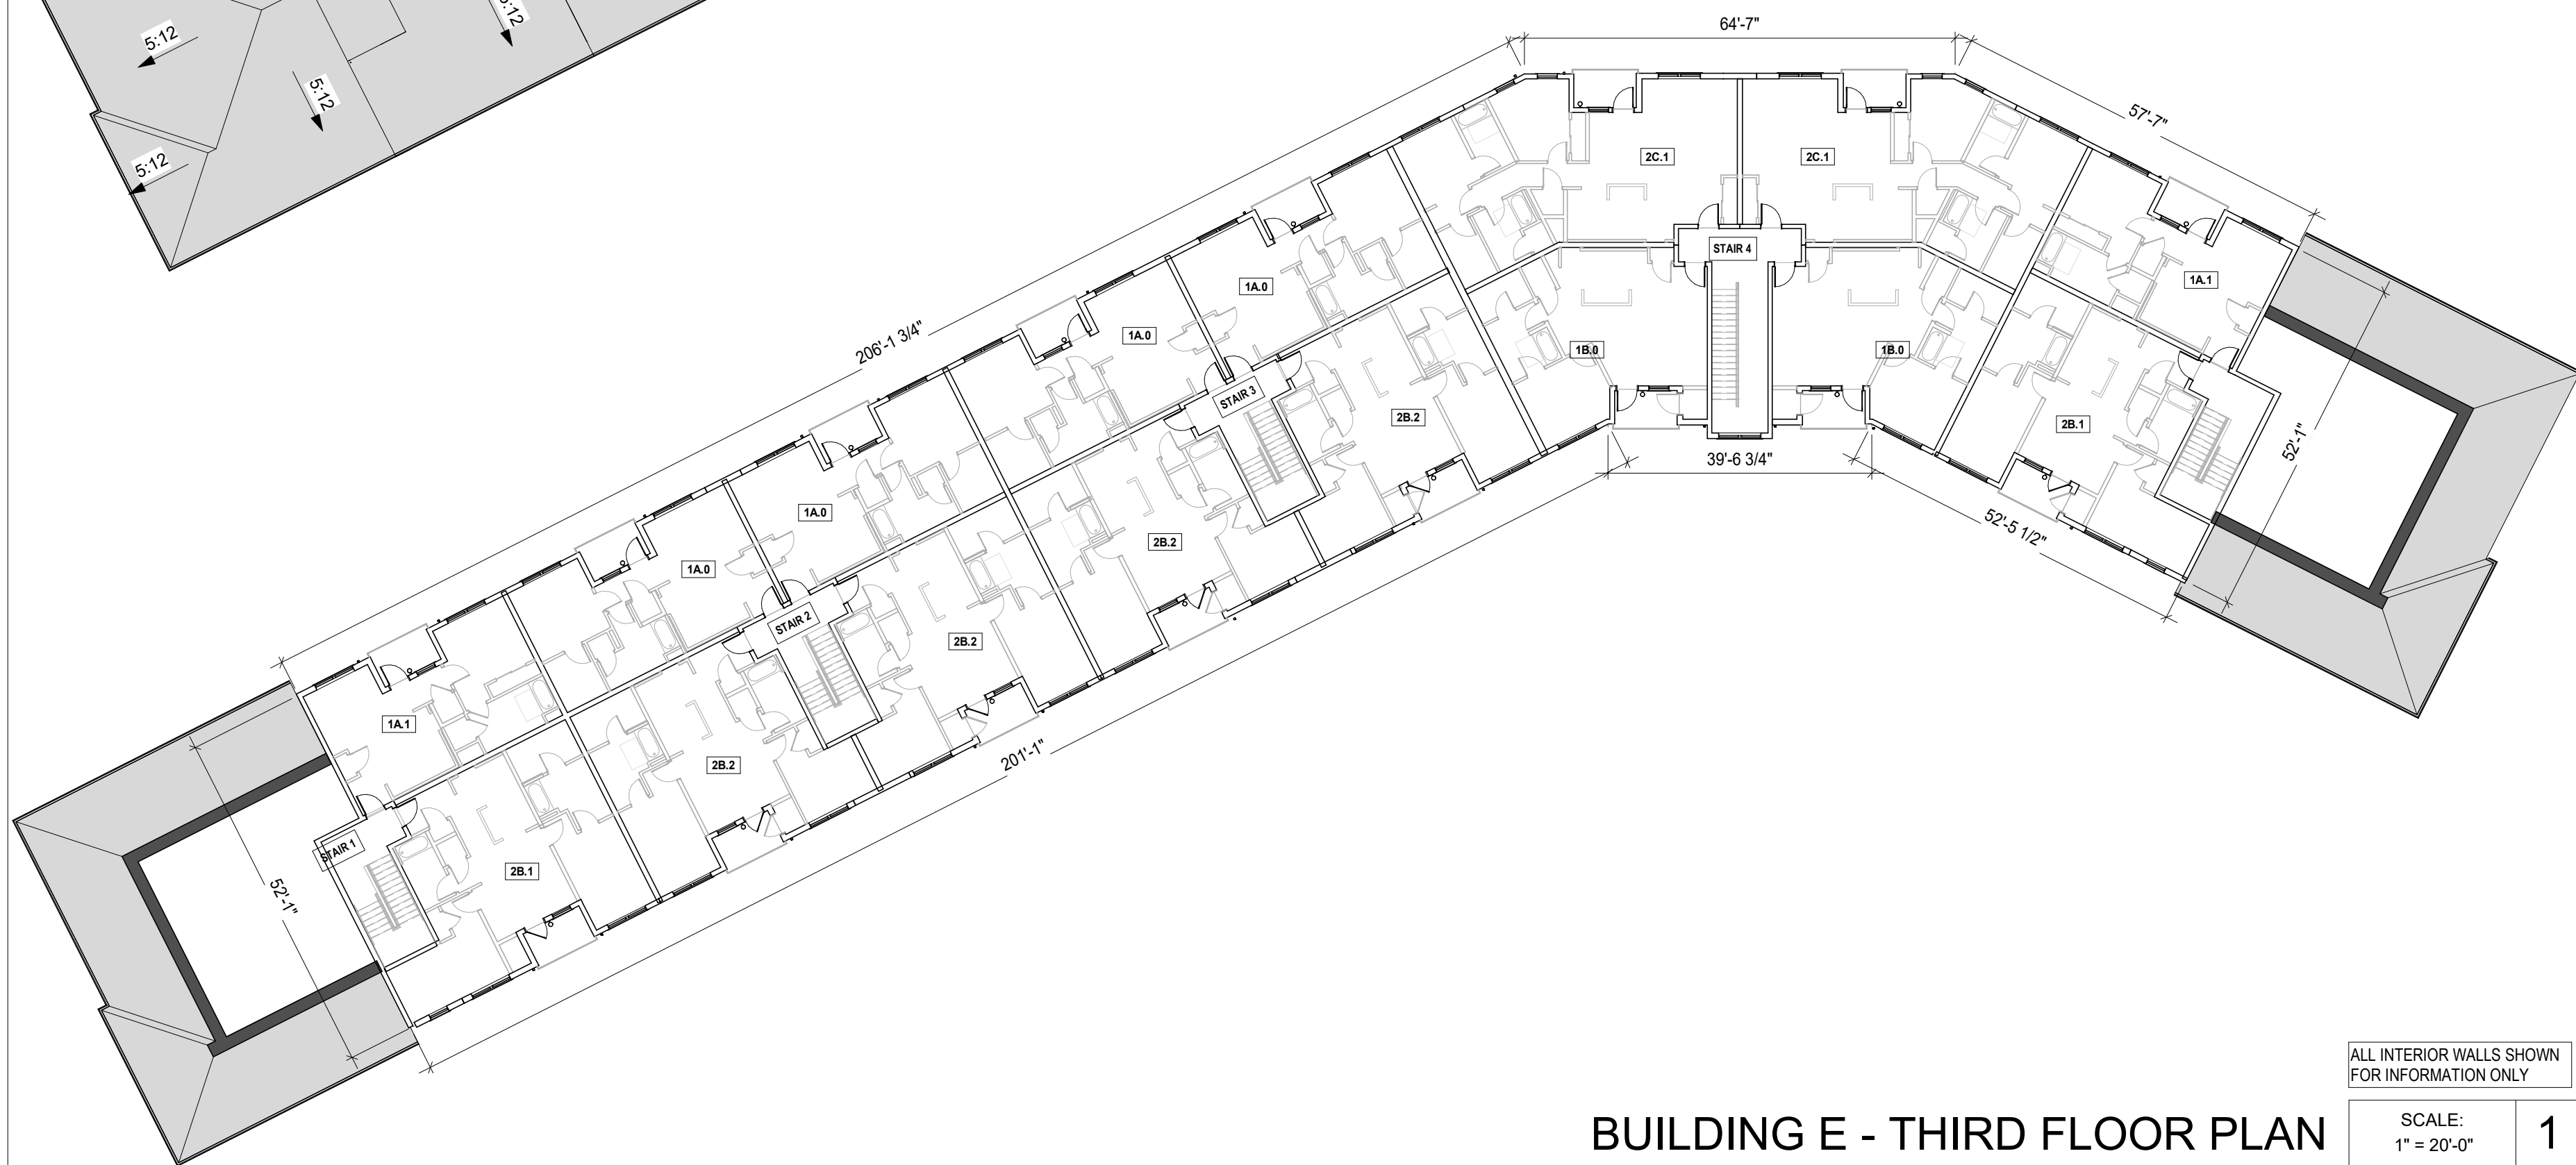 5:12
5:12
5:12
5:12
64'-7"
57'-7"
2C.1
2C.1
STAIR 4
1A.1
1A.0
206'-1 3/4"
1A.0
1B.0
1B.0
STAIR 3
2B.2
2B.1
52'-1"
39'-6 3/4"
52'-5 1/2"
1A.0
2B.2
1A.0
STAIR 2
2B.2
1A.1
2B.2
201'-1"
STAIR 1
2B.1
52'-1"
ALL INTERIOR WALLS SHOWN
FOR INFORMATION ONLY
BUILDING E - THIRD FLOOR PLAN
SCALE:
1" = 20'-0"
1